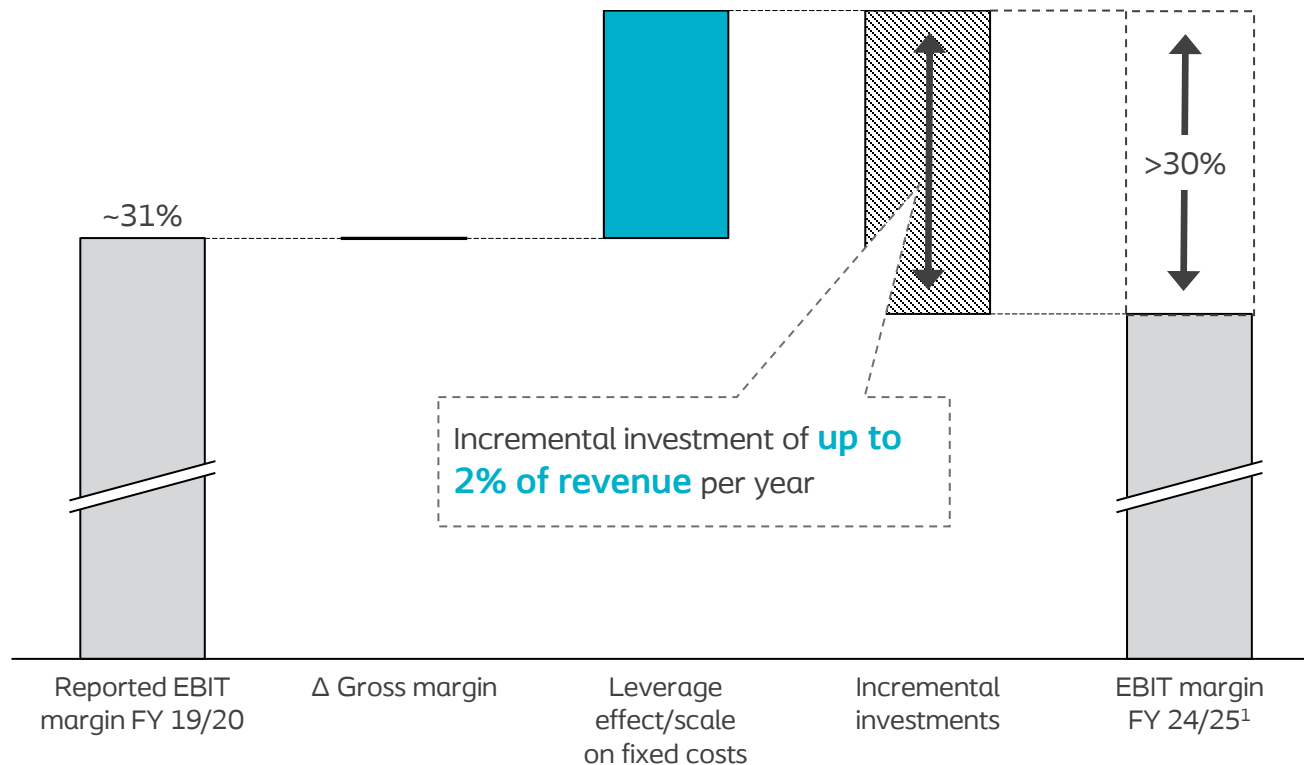 ~31%
>30%
Incremental investment of up to
2% of revenue per year
Reported EBIT
margin FY 19/20
Δ Gross margin
Leverage
effect/scale
on fixed costs
Incremental
investments
EBIT margin
FY 24/25¹